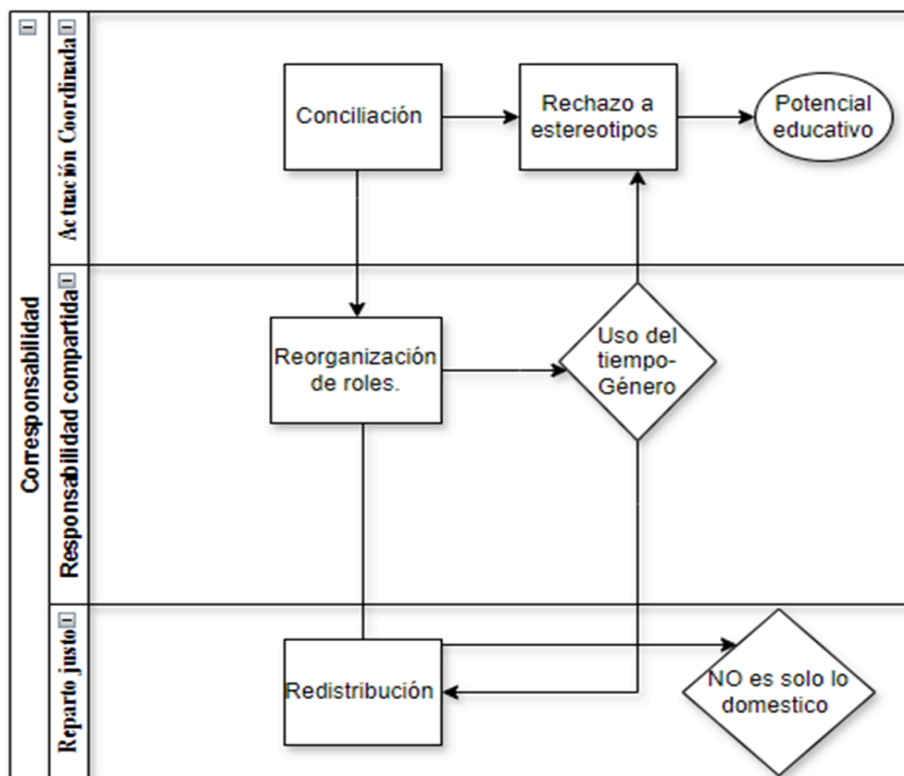 Corresponsabilidad
Actuación Coordinada
Conciliación
Rechazo a
estereotipos
Potencial
educativo
Responsabilidad compartida
Reorganización
de roles.
Uso del
tiempo-
Género
Reparto justo
Redistribución
NO es solo lo
domestico